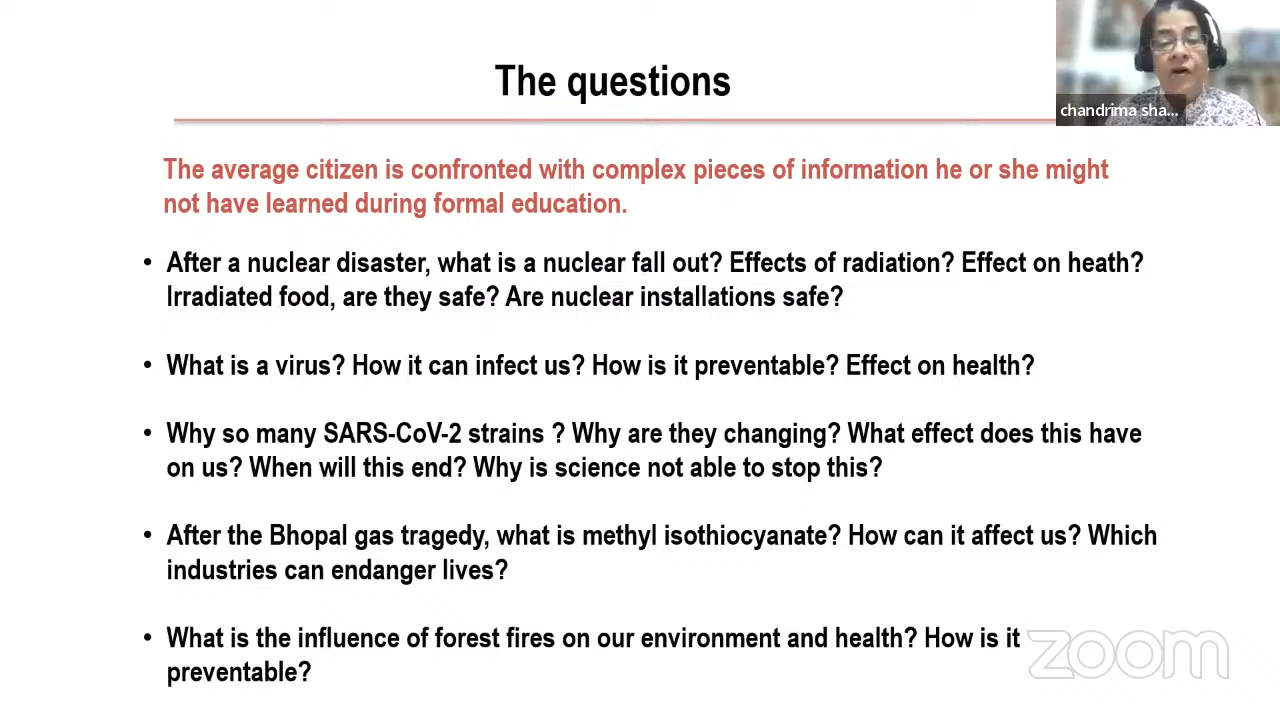 The questions
chandrima sha...
The average citizen is confronted with complex pieces of information he or she might
not have learned during formal education.
• After a nuclear disaster, what is a nuclear fall out? Effects of radiation? Effect on heath?
Irradiated food, are they safe? Are nuclear installations safe?
• What is a virus? How it can infect us? How is it preventable? Effect on health?
• Why so many SARS-CoV-2 strains ? Why are they changing? What effect does this have
on us? When will this end? Why is science not able to stop this?
• After the Bhopal gas tragedy, what is methyl isothiocyanate? How can it affect us? Which
industries can endanger lives?
• What is the influence of forest fires on our environment and health? How is it
preventable?
zoom